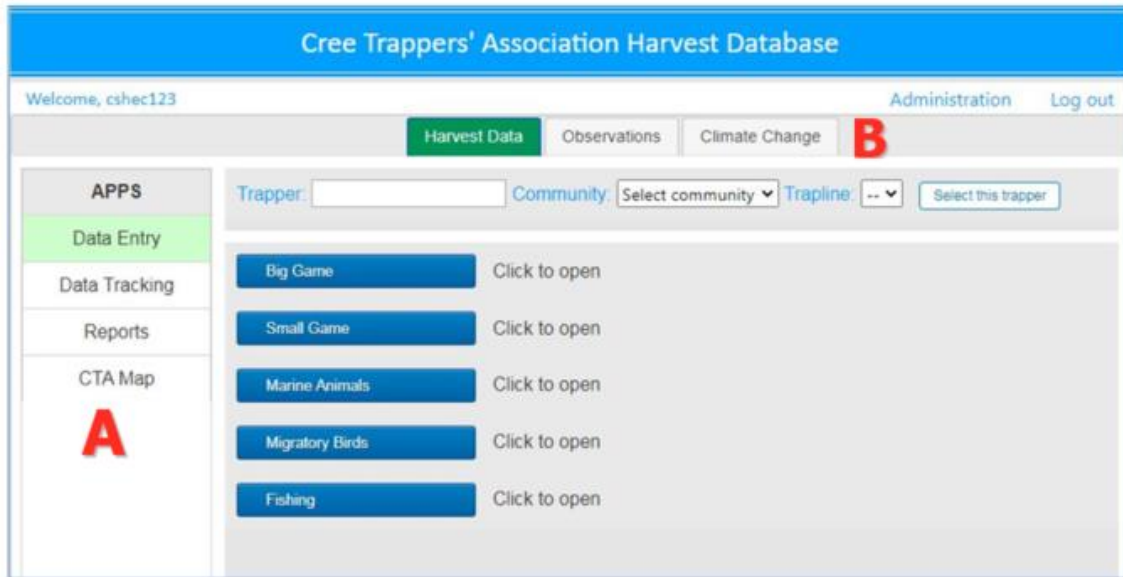 Cree Trappers' Association Harvest Database
Welcome, cshec123 Administration Log out
Harvest Data Observations Climate Change B
APPS
Data Entry
Data Tracking
Reports
CTA Map
A
Trapper: Community: Select community Trapline: -- Select this trapper
Big Game Click to open
Small Game Click to open
Marine Animals Click to open
Migratory Birds Click to open
Fishing Click to open